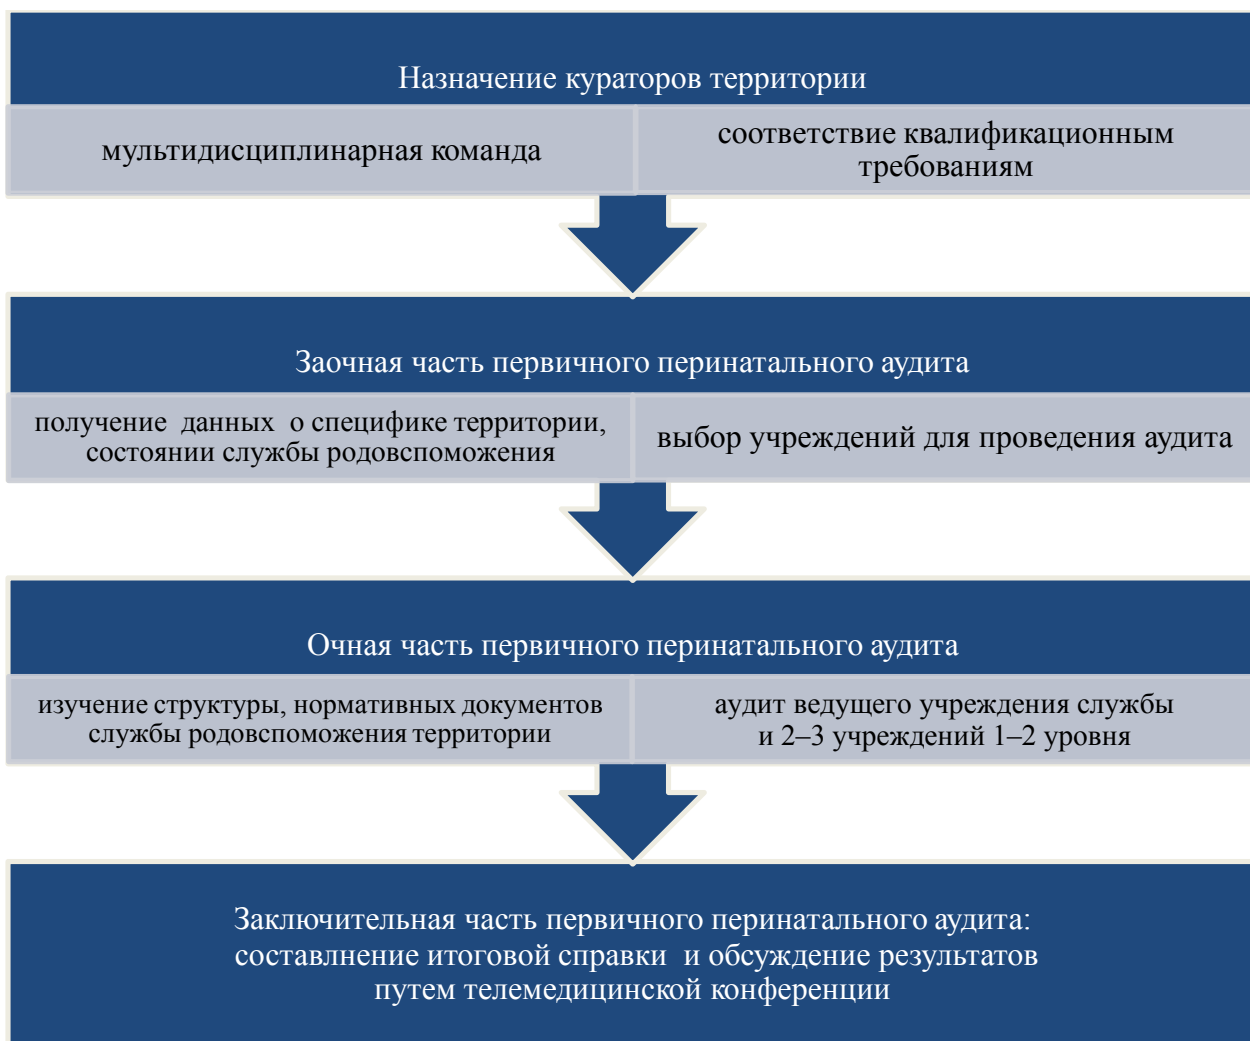 Назначение кураторов территории
мультидисциплинарная команда
соответствие квалификационным
требованиям
Заочная часть первичного перинатального аудита
получение данных о специфике территории,
состоянии службы родовспоможения
выбор учреждений для проведения аудита
Очная часть первичного перинатального аудита
изучение структуры, нормативных документов
службы родовспоможения территории
аудит ведущего учреждения службы
и 2–3 учреждений 1–2 уровня
Заключительная часть первичного перинатального аудита:
составлнение итоговой справки и обсуждение результатов
путем телемедицинской конференции